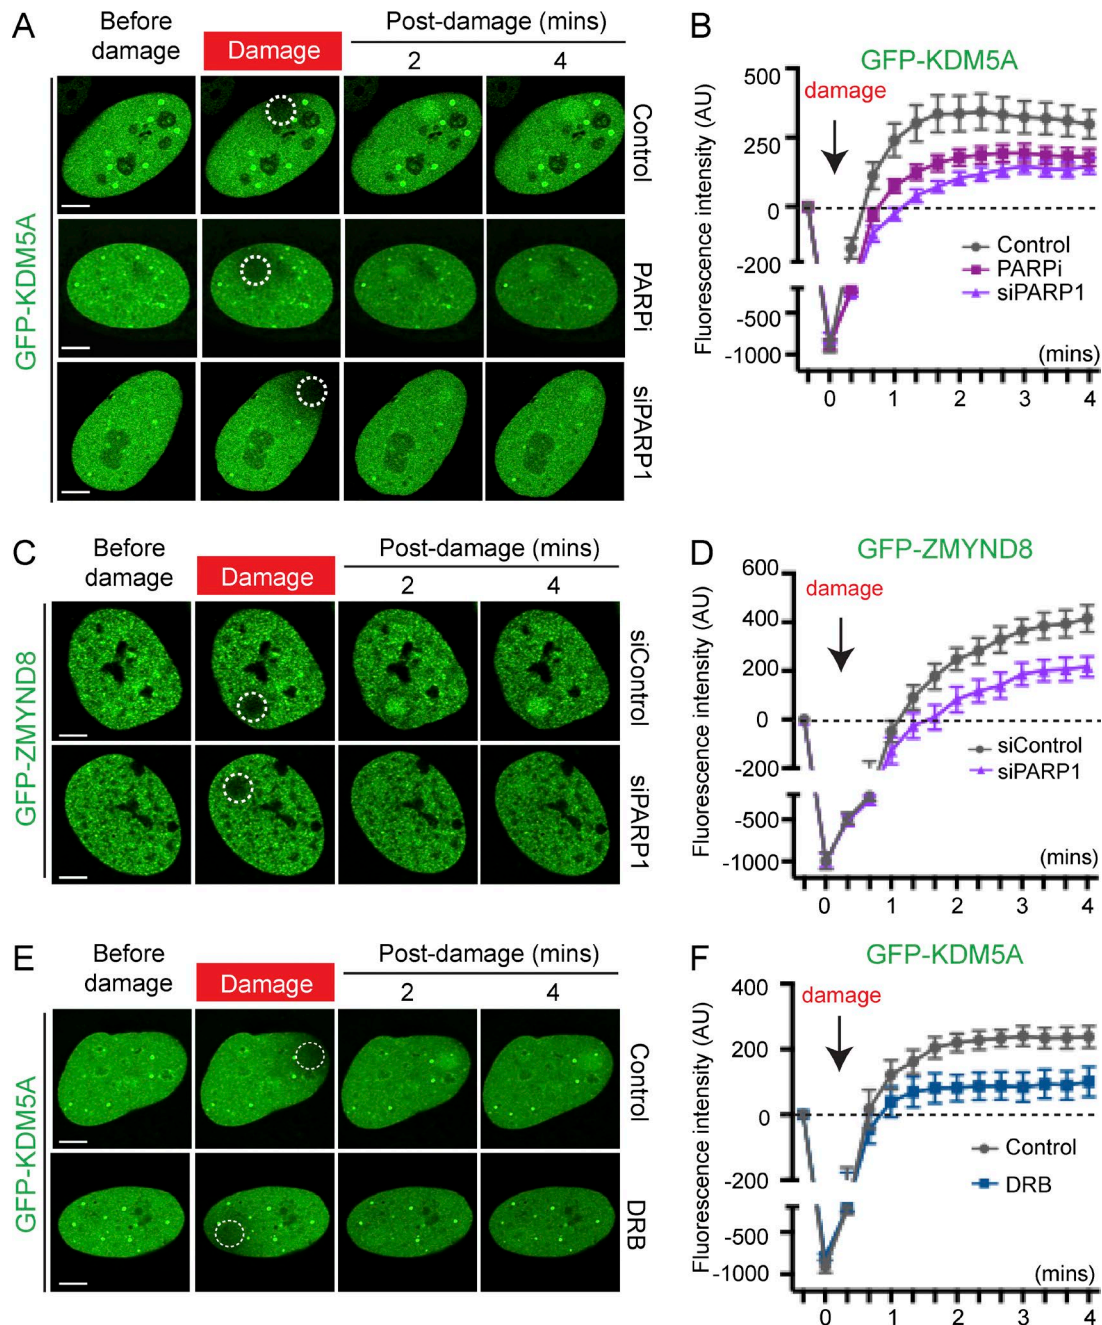 A
Before damage
Damage
Post-damage (mins)
2
4
GFP-KDM5A
Control
PARPi
siPARP1
B
GFP-KDM5A
damage
Fluorescence intensity (AU)
500
250
0
-200
-500
-1000
Control
PARPi
siPARP1
(mins)
0
1
2
3
4
C
Before damage
Damage
Post-damage (mins)
2
4
GFP-ZMYND8
siControl
siPARP1
D
GFP-ZMYND8
damage
Fluorescence intensity (AU)
600
400
200
0
-200
-500
-1000
siControl
siPARP1
(mins)
0
1
2
3
4
E
Before damage
Damage
Post-damage (mins)
2
4
GFP-KDM5A
Control
DRB
F
GFP-KDM5A
damage
Fluorescence intensity (AU)
400
200
0
-200
-500
-1000
Control
DRB
(mins)
0
1
2
3
4